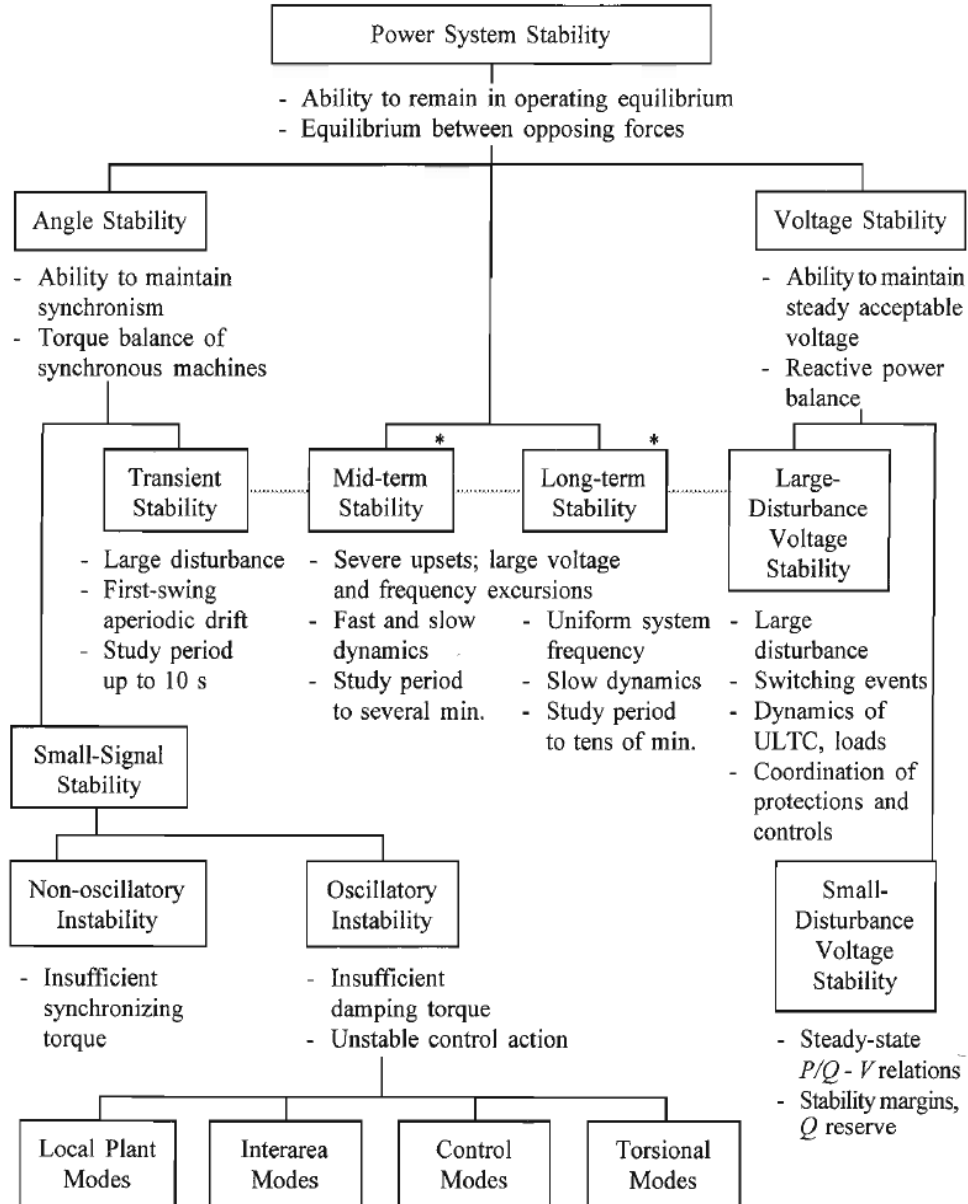 Power System Stability
- Ability to remain in operating equilibrium
- Equilibrium between opposing forces
Angle Stability
- Ability to maintain
synchronism
- Torque balance of
synchronous machines
Voltage Stability
- Ability to maintain
steady acceptable
voltage
- Reactive power
balance
Transient
Stability
- Large disturbance
- First-swing
aperiodic drift
- Study period
up to 10 s
*
Mid-term
Stability
*
Long-term
Stability
- Severe upsets; large voltage
and frequency excursions
- Fast and slow
dynamics
- Study period
to several min.
- Uniform system
frequency
- Slow dynamics
- Study period
to tens of min.
Large-
Disturbance
Voltage
Stability
- Large
disturbance
- Switching events
- Dynamics of
ULTC, loads
- Coordination of
protections and
controls
Small-Signal
Stability
Non-oscillatory
Instability
- Insufficient
synchronizing
torque
Oscillatory
Instability
- Insufficient
damping torque
- Unstable control action
Small-
Disturbance
Voltage
Stability
- Steady-state
P/Q - V relations
- Stability margins,
Q reserve
Local Plant
Modes
Interarea
Modes
Control
Modes
Torsional
Modes